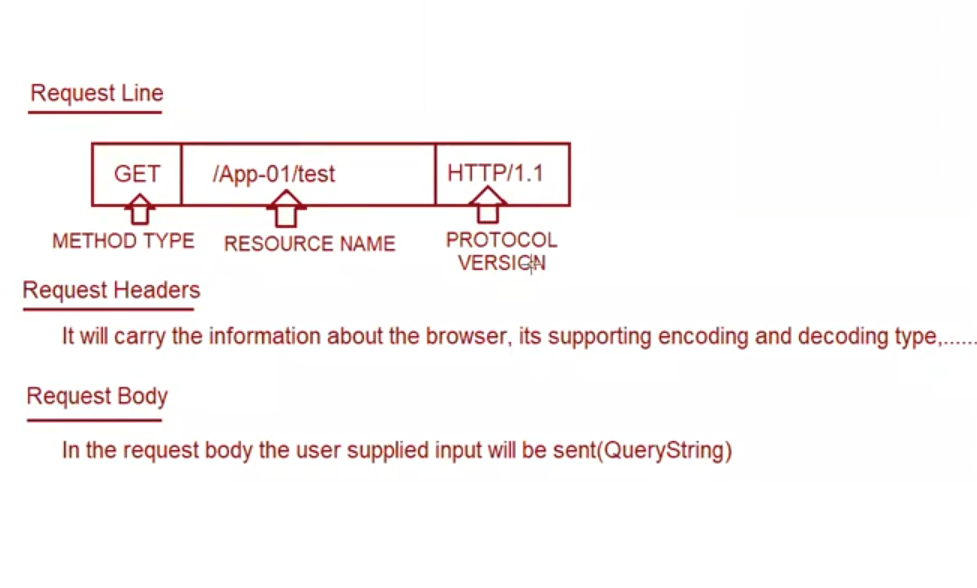 Request Line
GET /App-01/test HTTP/1.1
METHOD TYPE RESOURCE NAME PROTOCOL
VERSION
Request Headers
It will carry the information about the browser, its supporting encoding and decoding type,......
Request Body
In the request body the user supplied input will be sent(QueryString)